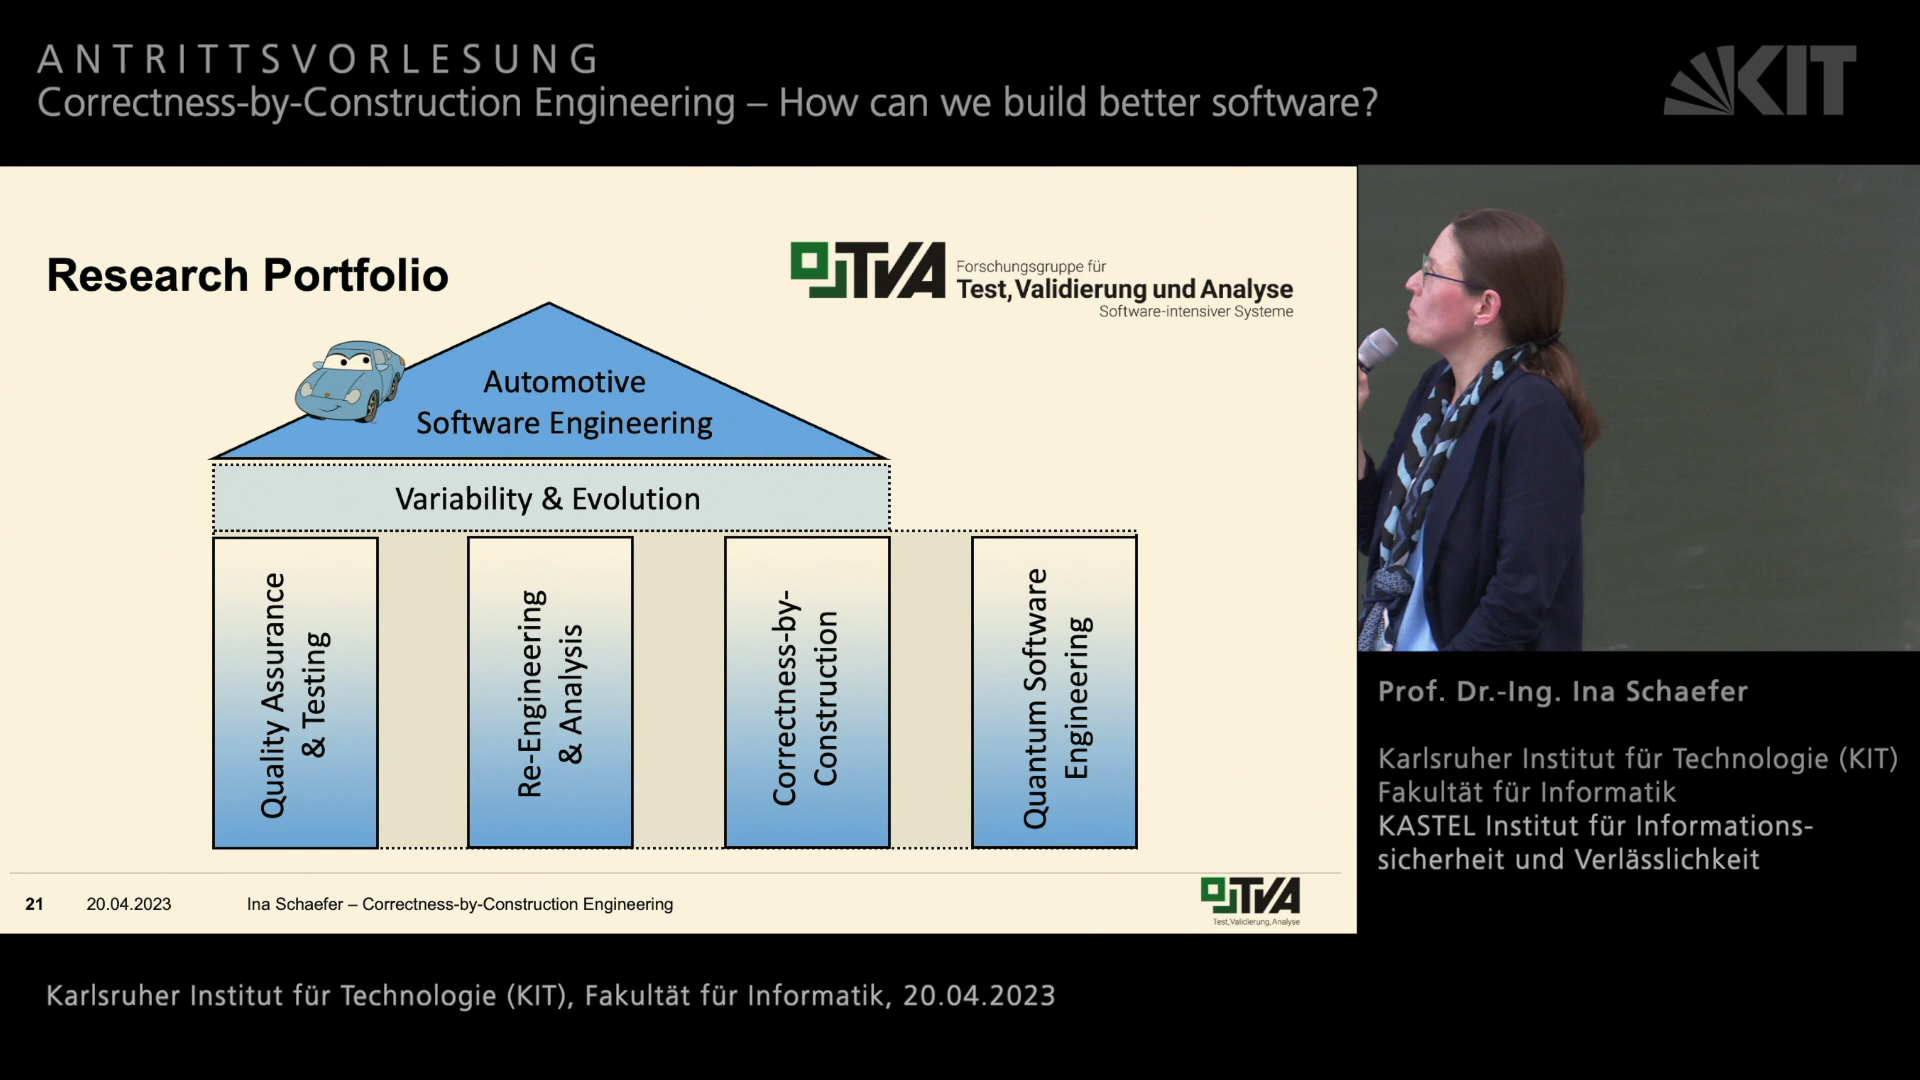 ANTRITTSVORLESUNG
Correctness-by-Construction Engineering – How can we build better software?
KIT
Research Portfolio
TVA
Forschungsgruppe für
Test, Validierung und Analyse
Software-intensiver Systeme
Automotive
Software Engineering
Variability & Evolution
Quality Assurance
& Testing
Re-Engineering
& Analysis
Correctness-by-
Construction
Quantum Software
Engineering
21 20.04.2023 Ina Schaefer – Correctness-by-Construction Engineering
TVA
Test,Validierung,Analyse
Prof. Dr.-Ing. Ina Schaefer
Karlsruher Institut für Technologie (KIT)
Fakultät für Informatik
KASTEL Institut für Informations-
sicherheit und Verlässlichkeit
Karlsruher Institut für Technologie (KIT), Fakultät für Informatik, 20.04.2023